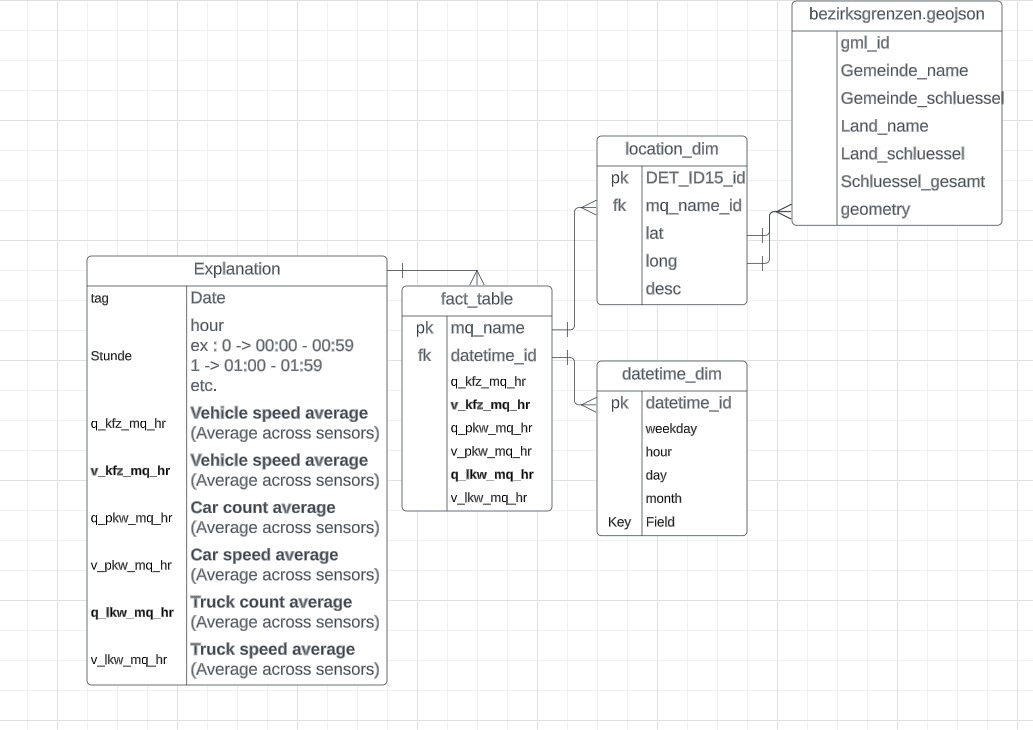 bezirksgrenzen.geojson
gml_id
Gemeinde_name
Gemeinde_schluessel
Land_name
Land_schluessel
Schluessel_gesamt
geometry
location_dim
pk DET_ID15_id
fk mq_name_id
lat
long
desc
Explanation
tag Date
Stunde hour
ex : 0 -> 00:00 - 00:59
1 -> 01:00 - 01:59
etc.
q_kfz_mq_hr Vehicle speed average
(Average across sensors)
v_kfz_mq_hr Vehicle speed average
(Average across sensors)
q_pkw_mq_hr Car count average
(Average across sensors)
v_pkw_mq_hr Car speed average
(Average across sensors)
q_lkw_mq_hr Truck count average
(Average across sensors)
v_lkw_mq_hr Truck speed average
(Average across sensors)
fact_table
pk mq_name
fk datetime_id
q_kfz_mq_hr
v_kfz_mq_hr
q_pkw_mq_hr
v_pkw_mq_hr
q_lkw_mq_hr
v_lkw_mq_hr
datetime_dim
pk datetime_id
weekday
hour
day
month
Key Field